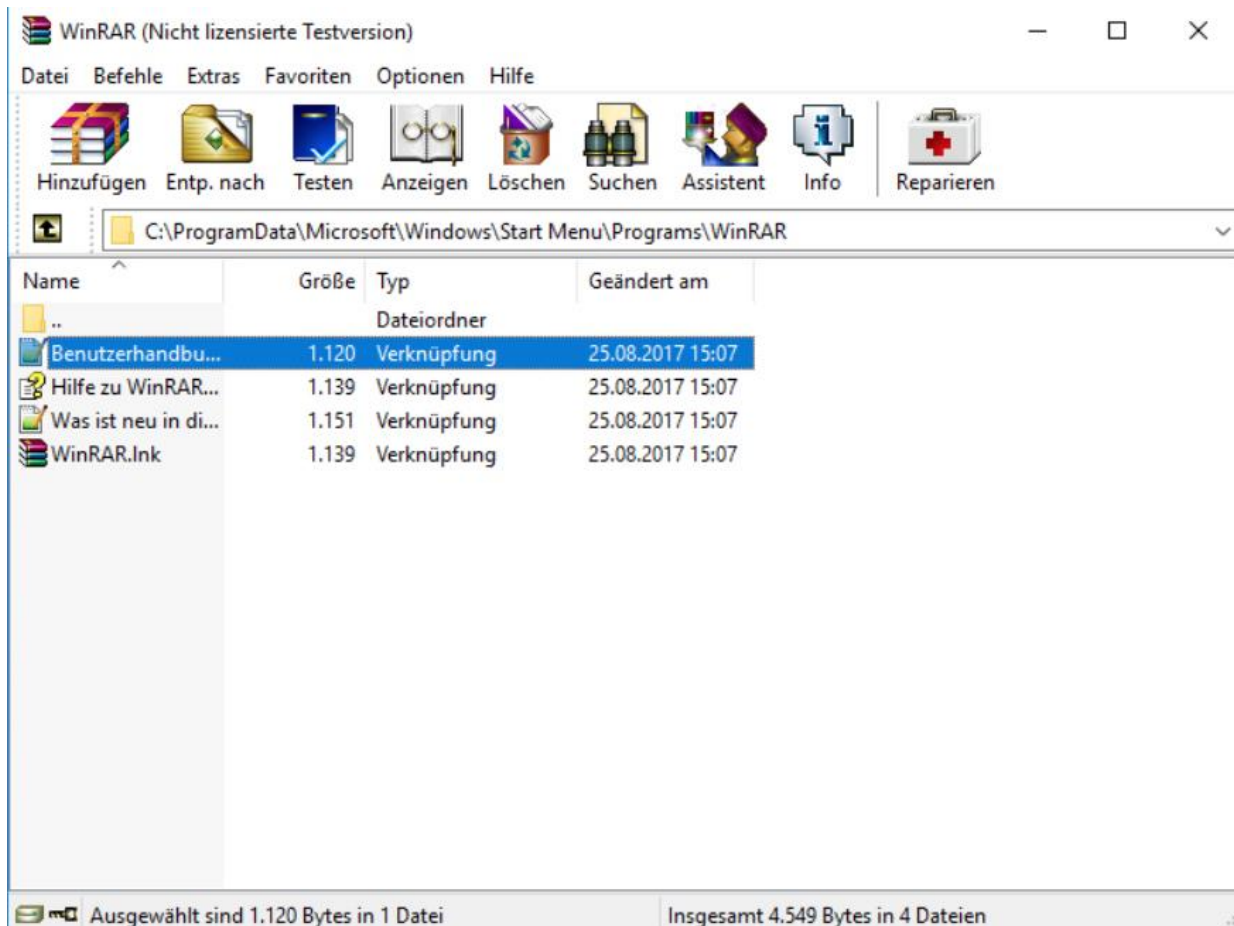 WinRAR (Nicht lizensierte Testversion)
Datei Befehle Extras Favoriten Optionen Hilfe
Hinzufügen Entp. nach Testen Anzeigen Löschen Suchen Assistent Info Reparieren
C:\ProgramData\Microsoft\Windows\Start Menu\Programs\WinRAR
Name Größe Typ Geändert am
.. Dateiordner
Benutzerhandbu... 1.120 Verknüpfung 25.08.2017 15:07
Hilfe zu WinRAR... 1.139 Verknüpfung 25.08.2017 15:07
Was ist neu in di... 1.151 Verknüpfung 25.08.2017 15:07
WinRAR.lnk 1.139 Verknüpfung 25.08.2017 15:07
Ausgewählt sind 1.120 Bytes in 1 Datei Insgesamt 4.549 Bytes in 4 Dateien